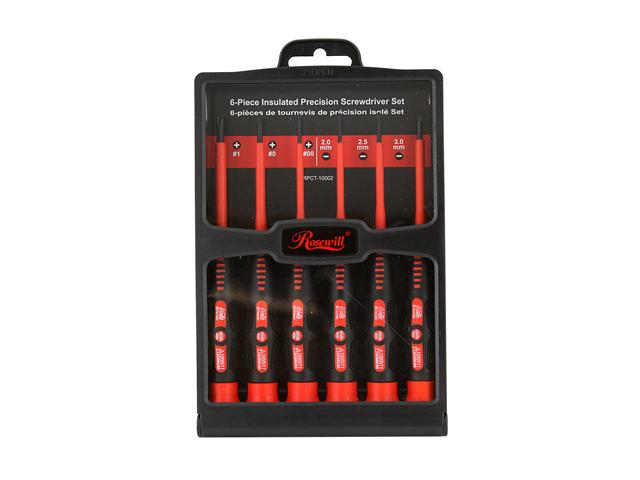 6-Piece Insulated Precision Screwdriver Set
6-pièces de tournevis de précision isolé Set
#1
#0
#00
2.0
mm
2.5
mm
3.0
mm
RPCT-10002
Rosewill